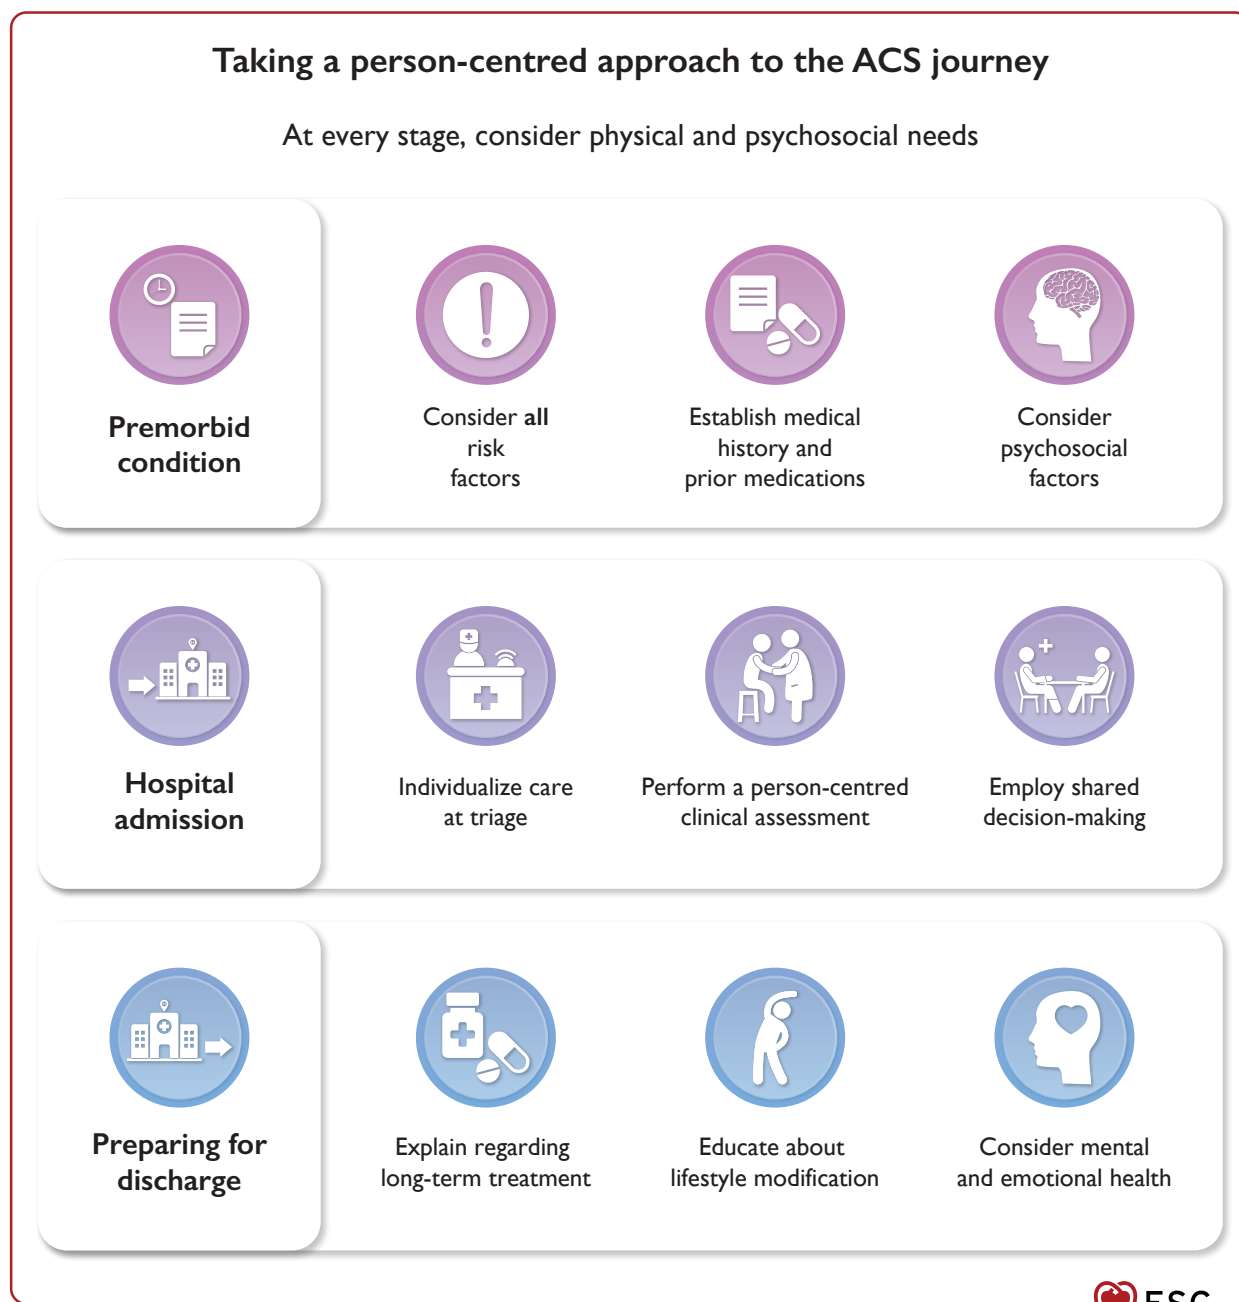 Taking a person-centred approach to the ACS journey
At every stage, consider physical and psychosocial needs
Premorbid
condition
Consider all
risk
factors
Establish medical
history and
prior medications
Consider
psychosocial
factors
Hospital
admission
Individualize care
at triage
Perform a person-centred
clinical assessment
Employ shared
decision-making
Preparing for
discharge
Explain regarding
long-term treatment
Educate about
lifestyle modification
Consider mental
and emotional health
ESC